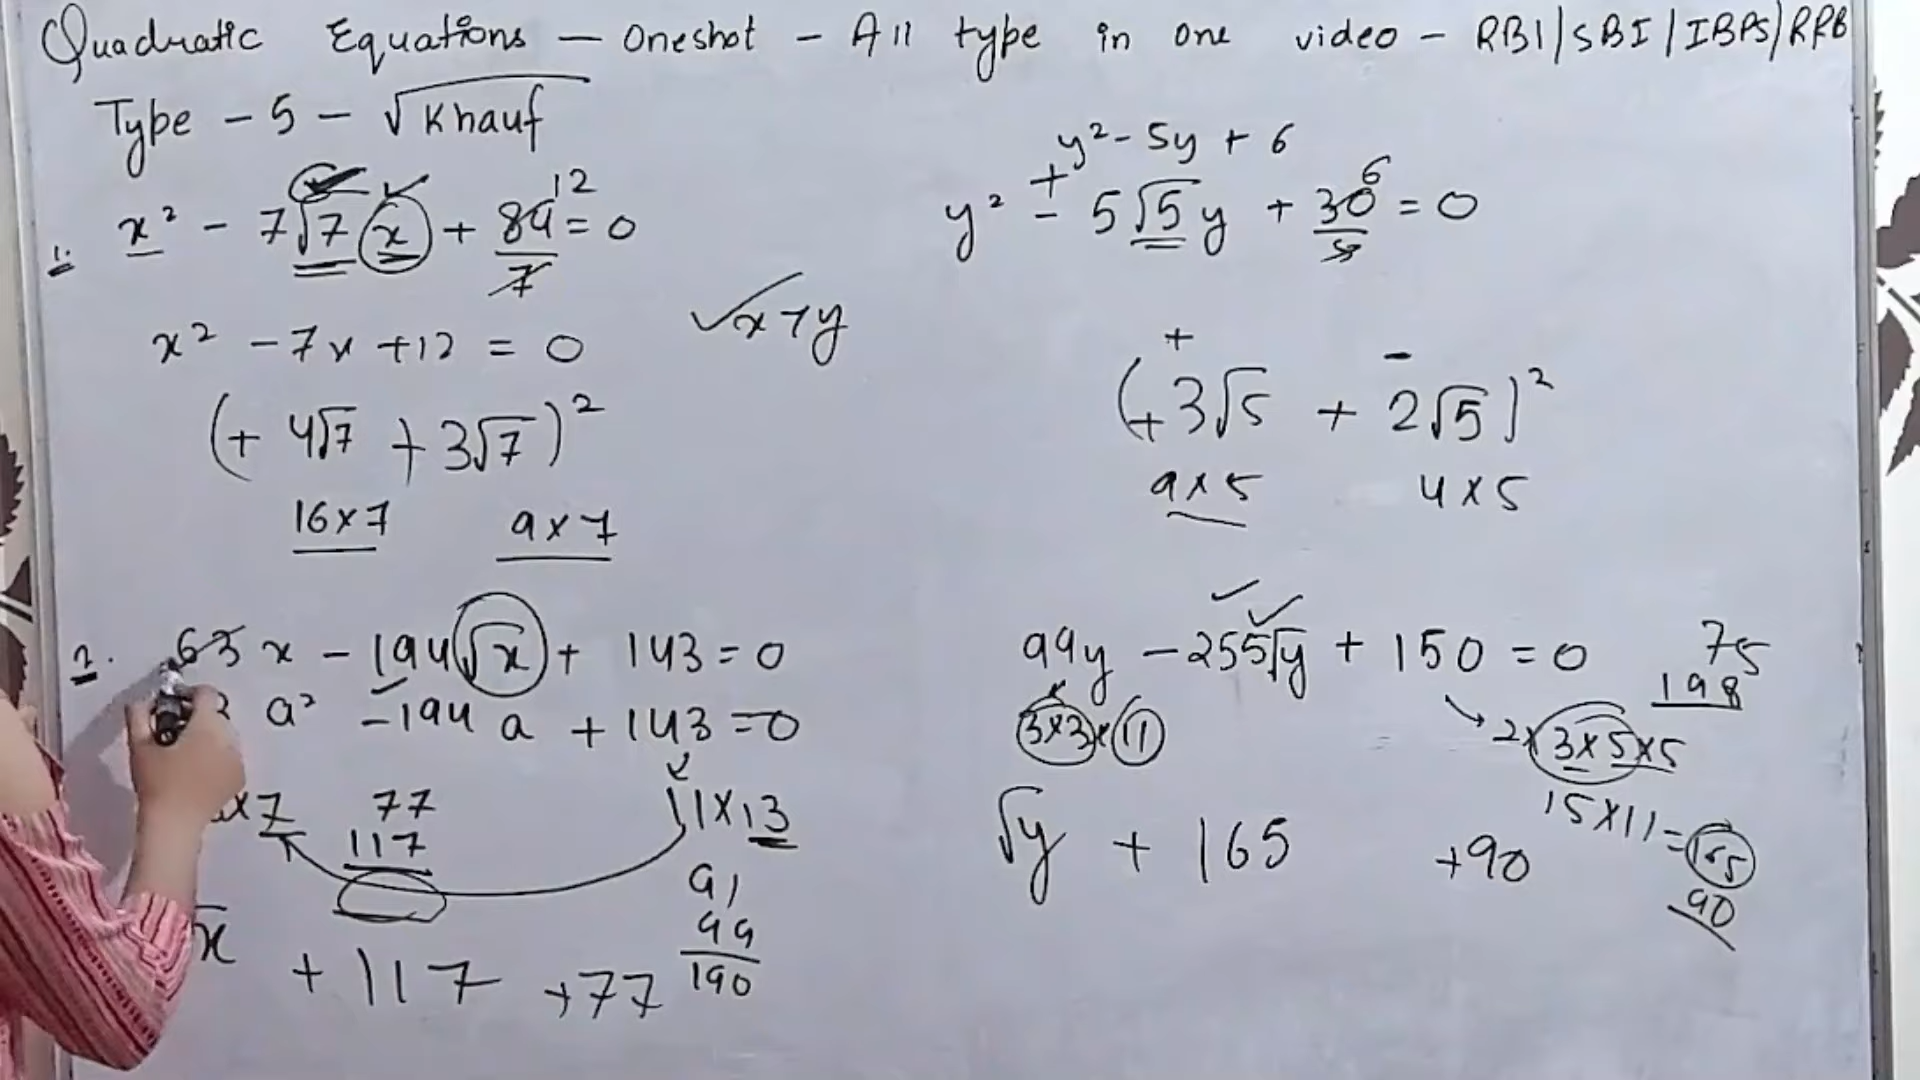 Quadratic Equations — Oneshot - All type in one video - RBI/SBI/IBPS/RRB
Type - 5 - √Khauf
1. x² - 7√7 x + 84 = 0
12
7
x² - 7x + 12 = 0
(+ 4√7 + 3√7)²
16×7 9×7
✓x>y
y² - 5y + 6
+
y² - 5√5 y + 30 = 0
6
5
+ -
(+ 3√5 + 2√5)²
9×5 4×5
2. 63 x - 194 √x + 143 = 0
a² - 194 a + 143 = 0
×7 77 11×13
117
91
99
190
+ 117 + 77
99y - 255√y + 150 = 0
3×3×11 2×3×5×5
75
198
15×11 = 165
90
√y + 165 +90